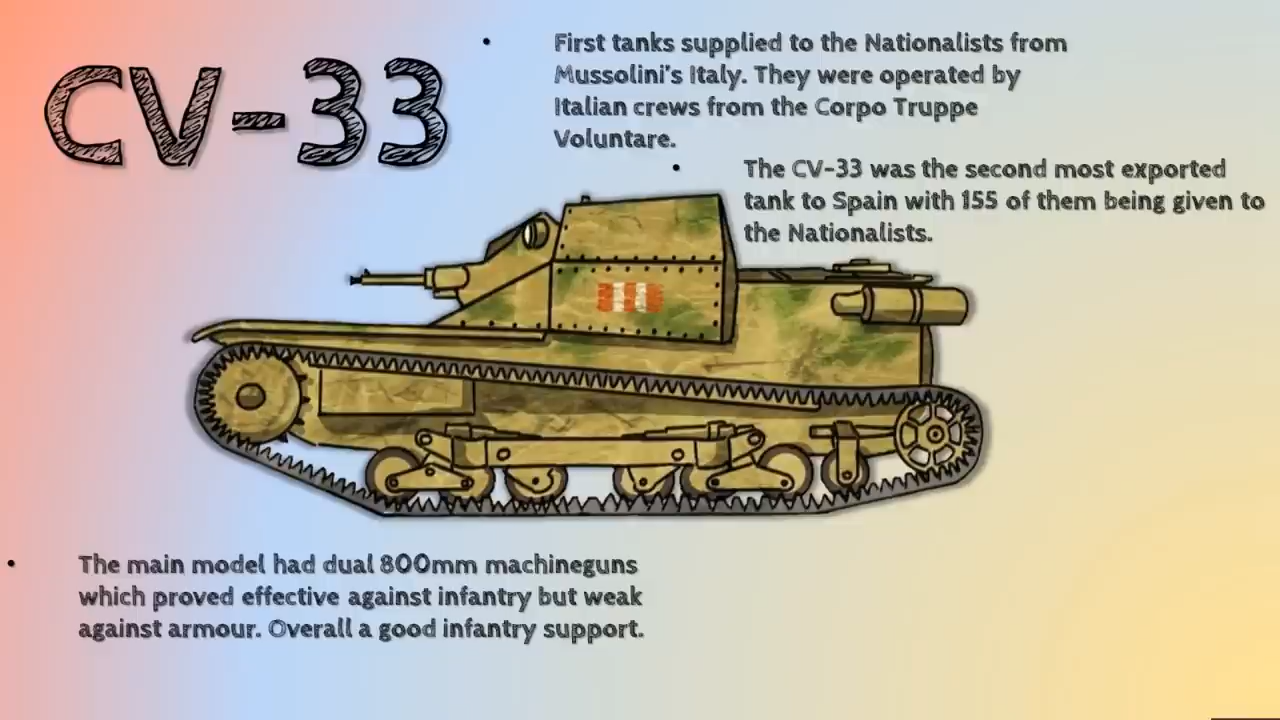 CV-33
• First tanks supplied to the Nationalists from
Mussolini's Italy. They were operated by
Italian crews from the Corpo Truppe
Voluntare.
• The CV-33 was the second most exported
tank to Spain with 155 of them being given to
the Nationalists.
• The main model had dual 800mm machineguns
which proved effective against infantry but weak
against armour. Overall a good infantry support.